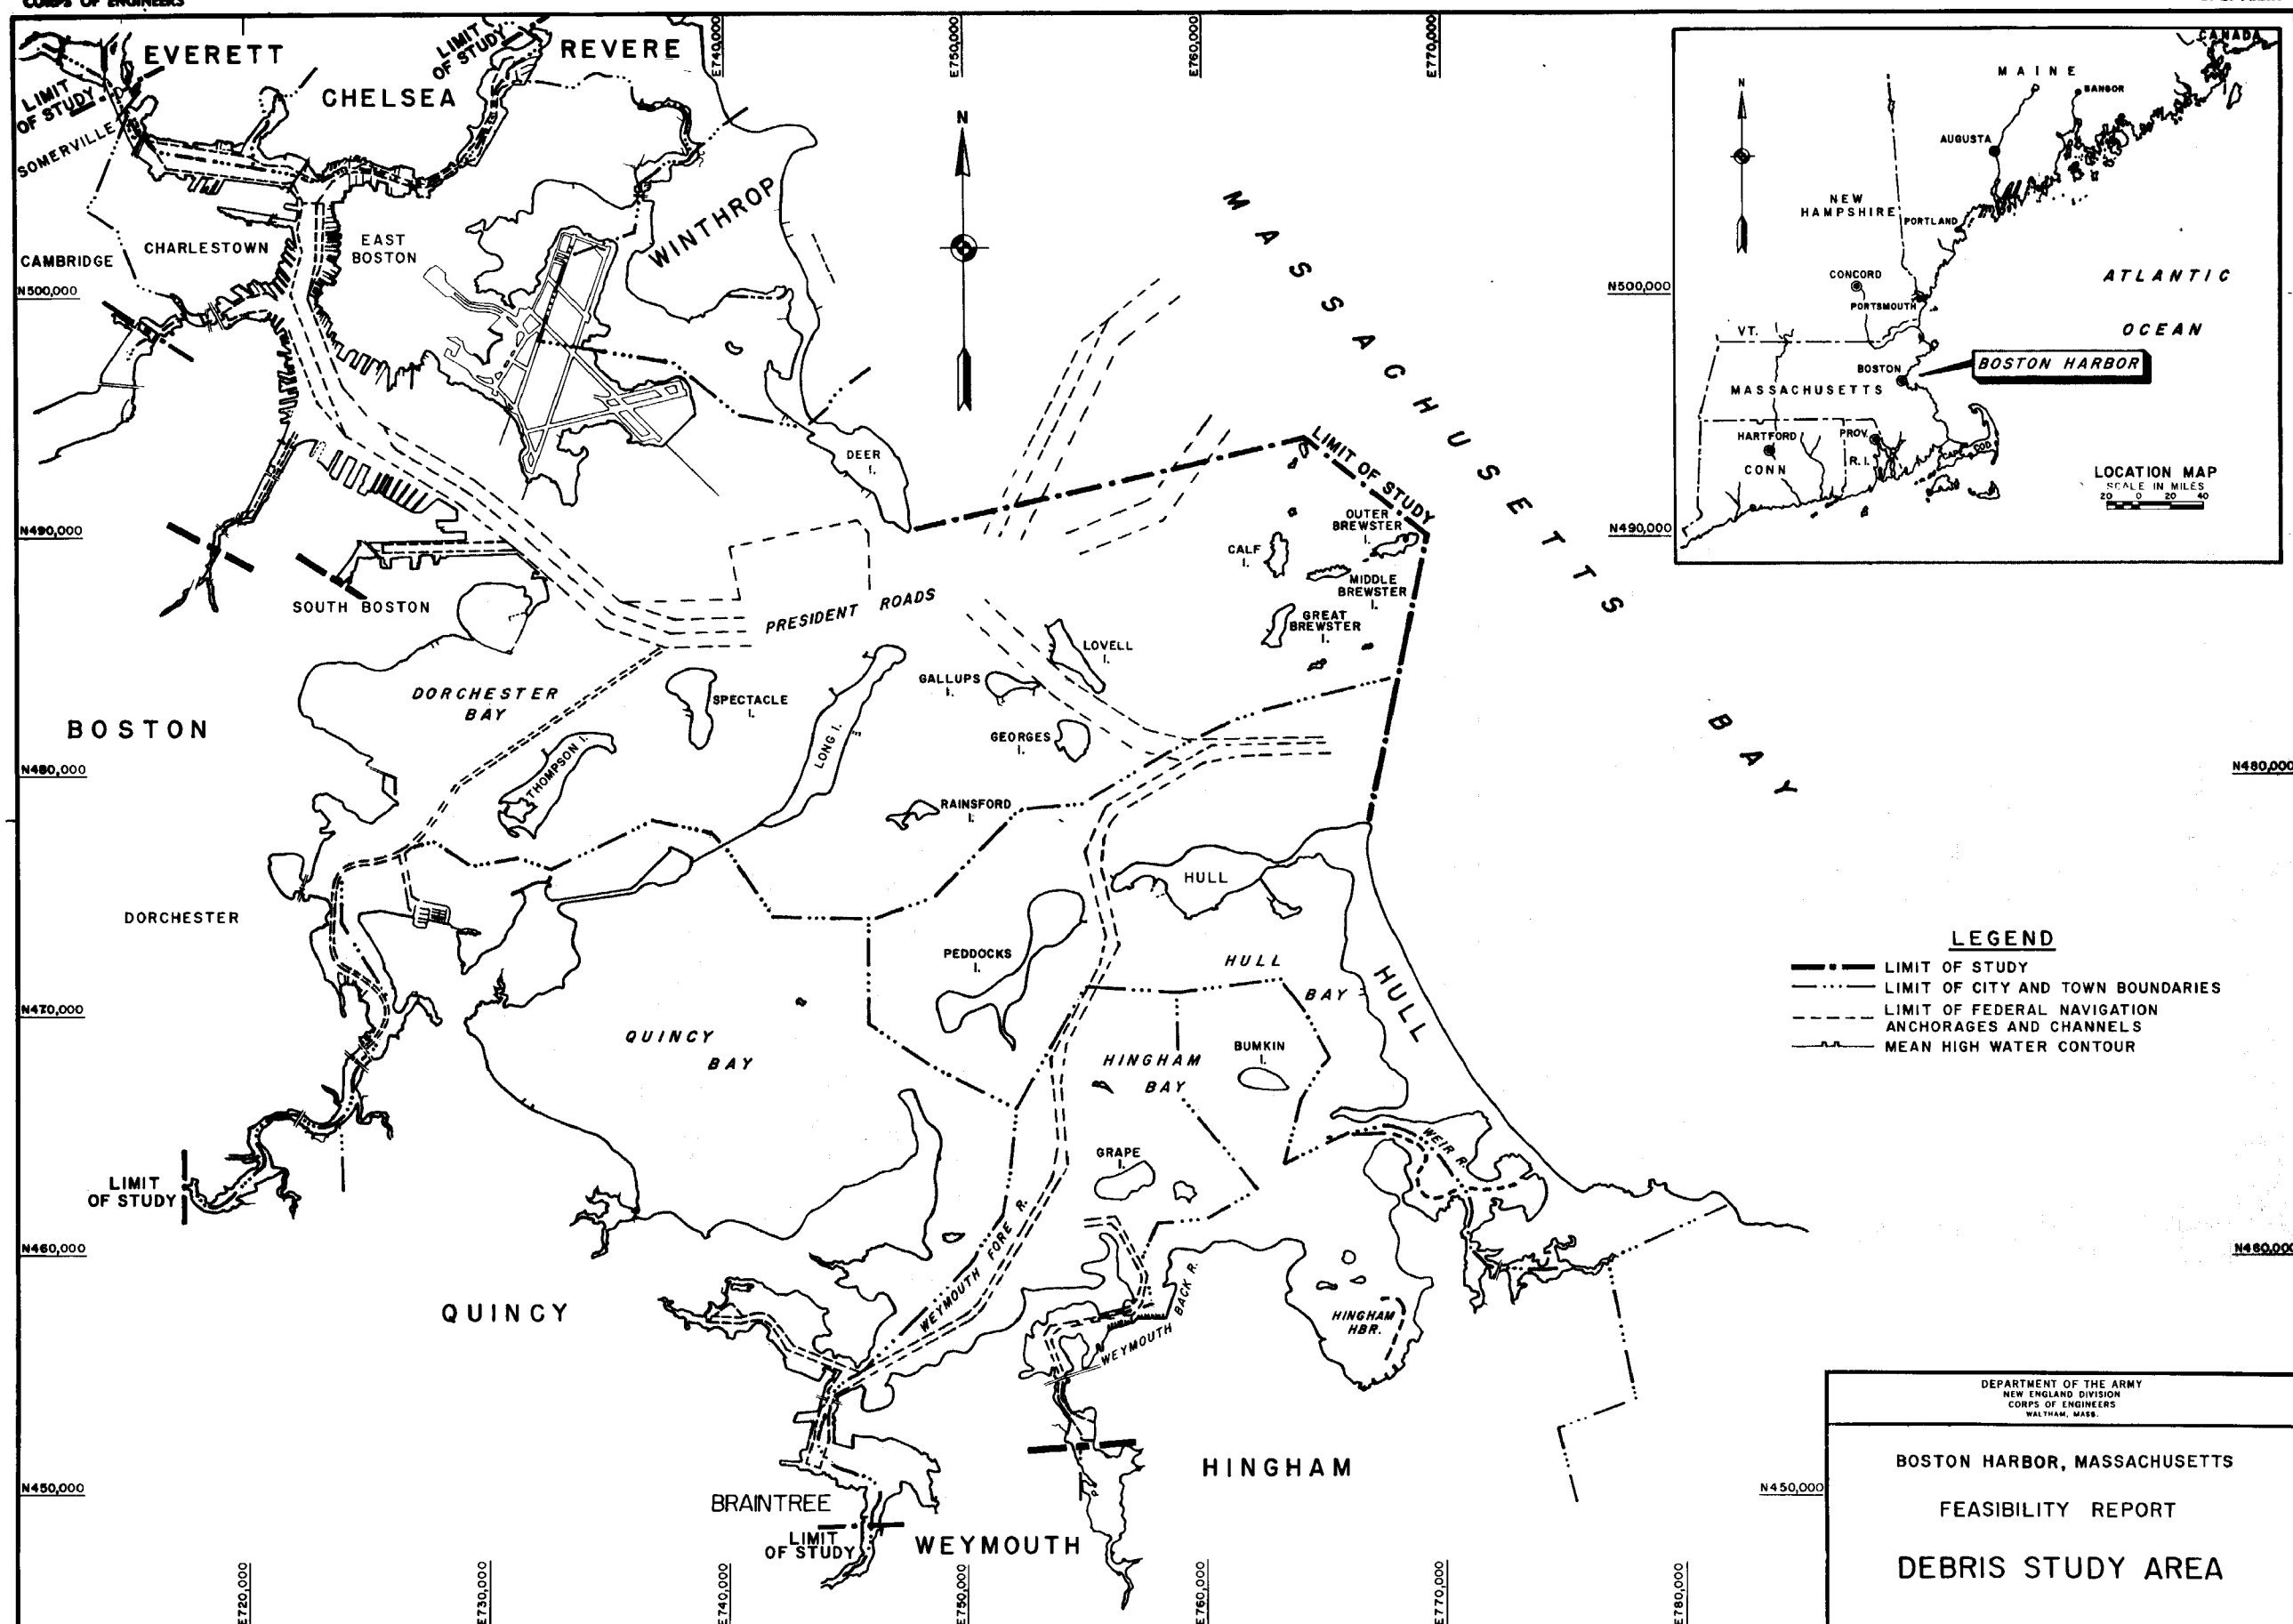 CORPS OF ENGINEERS
EVERETT
LIMIT
OF STUDY
REVERE
CHELSEA
LIMIT
OF STUDY
SOMERVILLE
WINTHROP
CHARLESTOWN
EAST
BOSTON
CAMBRIDGE
E740,000
E750,000
E760,000
E770,000
N
N500,000
N490,000
N480,000
N470,000
N460,000
N450,000
MASSACHUSETTS BAY
DEER
I.
LIMIT OF STUDY
OUTER
BREWSTER
I.
CALF
I.
MIDDLE
BREWSTER
I.
GREAT
BREWSTER
I.
SOUTH BOSTON
PRESIDENT ROADS
LOVELL
I.
GALLUPS
I.
GEORGES
I.
SPECTACLE
I.
DORCHESTER
BAY
BOSTON
LONG I.
THOMPSON I.
RAINSFORD
I.
DORCHESTER
HULL
PEDDOCKS
I.
HULL
BAY
HULL
QUINCY
BAY
HINGHAM
BAY
BUMKIN
I.
WEIR R.
GRAPE
I.
LIMIT
OF STUDY
WEYMOUTH FORE R.
WEYMOUTH BACK R.
HINGHAM
HBR.
QUINCY
HINGHAM
BRAINTREE
LIMIT
OF STUDY
WEYMOUTH
E720,000
E730,000
E740,000
E750,000
E760,000
E770,000
E780,000
N500,000
N490,000
N480,000
N460,000
N450,000
CANADA
MAINE
BANGOR
N
AUGUSTA
NEW
HAMPSHIRE
PORTLAND
CONCORD
ATLANTIC
OCEAN
PORTSMOUTH
VT.
BOSTON
BOSTON HARBOR
MASSACHUSETTS
HARTFORD
PROV.
CONN
R.I.
CAPE COD
LOCATION MAP
SCALE IN MILES
20 0 20 40
LEGEND
LIMIT OF STUDY
LIMIT OF CITY AND TOWN BOUNDARIES
LIMIT OF FEDERAL NAVIGATION
ANCHORAGES AND CHANNELS
MEAN HIGH WATER CONTOUR
DEPARTMENT OF THE ARMY
NEW ENGLAND DIVISION
CORPS OF ENGINEERS
WALTHAM, MASS.
BOSTON HARBOR, MASSACHUSETTS
FEASIBILITY REPORT
DEBRIS STUDY AREA